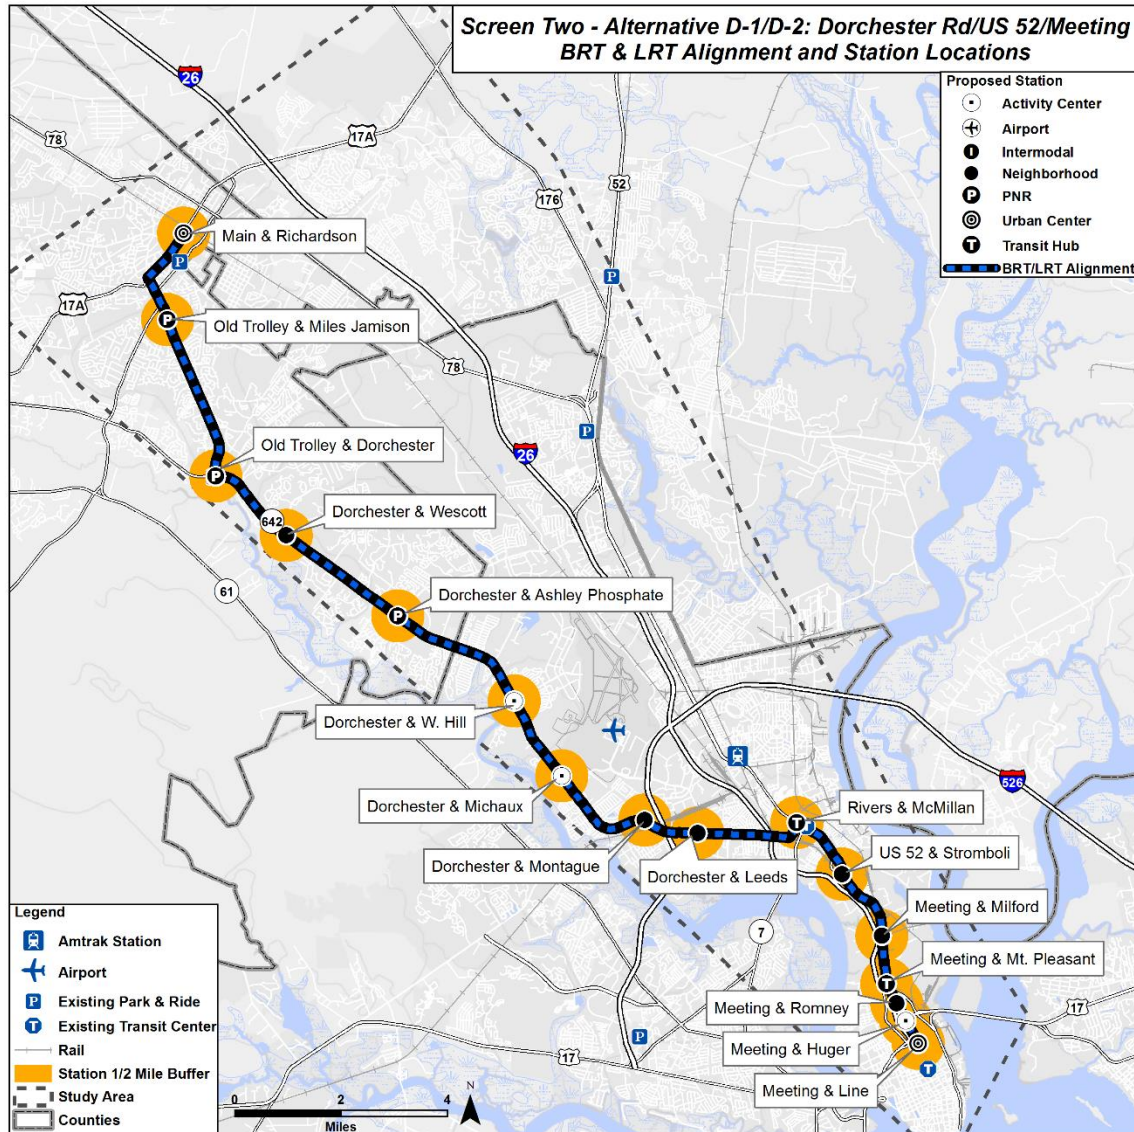 Screen Two - Alternative D-1/D-2: Dorchester Rd/US 52/Meeting
BRT & LRT Alignment and Station Locations
Proposed Station
Activity Center
Airport
I Intermodal
Neighborhood
P PNR
Urban Center
T Transit Hub
BRT/LRT Alignment
26
17A
78
52
176
Main & Richardson
P
P
17A
P
Old Trolley & Miles Jamison
78
P
Old Trolley & Dorchester
26
P
642
Dorchester & Wescott
61
Dorchester & Ashley Phosphate
P
Dorchester & W. Hill
526
Dorchester & Michaux
Rivers & McMillan
T
T
US 52 & Stromboli
Dorchester & Montague
Dorchester & Leeds
Meeting & Milford
7
Meeting & Mt. Pleasant
T
Meeting & Romney
17
Meeting & Huger
P
17
T
Meeting & Line
Legend
Amtrak Station
Airport
P Existing Park & Ride
T Existing Transit Center
Rail
Station 1/2 Mile Buffer
Study Area
Counties
0 2 4
Miles
N